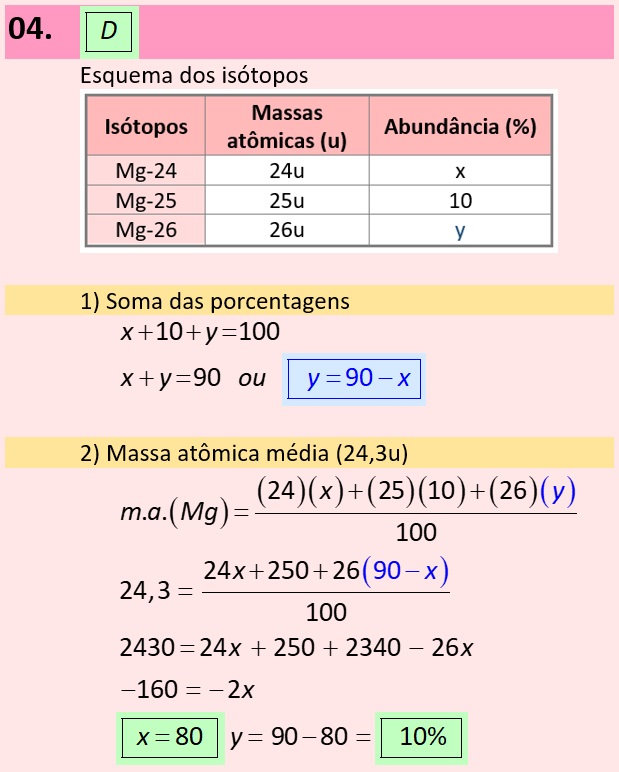 04. D
Esquema dos isótopos
Isótopos Massas atômicas (u) Abundância (%)
Mg-24 24u x
Mg-25 25u 10
Mg-26 26u y
1) Soma das porcentagens
x+10+y=100
x+y=90 ou y=90−x
2) Massa atômica média (24,3u)
m.a.(Mg)=((24)(x)+(25)(10)+(26)(y))/100
24,3 = (24x+250+26(90−x))/100
2430=24x + 250 + 2340 − 26x
−160 = −2x
x=80 y = 90−80 = 10%